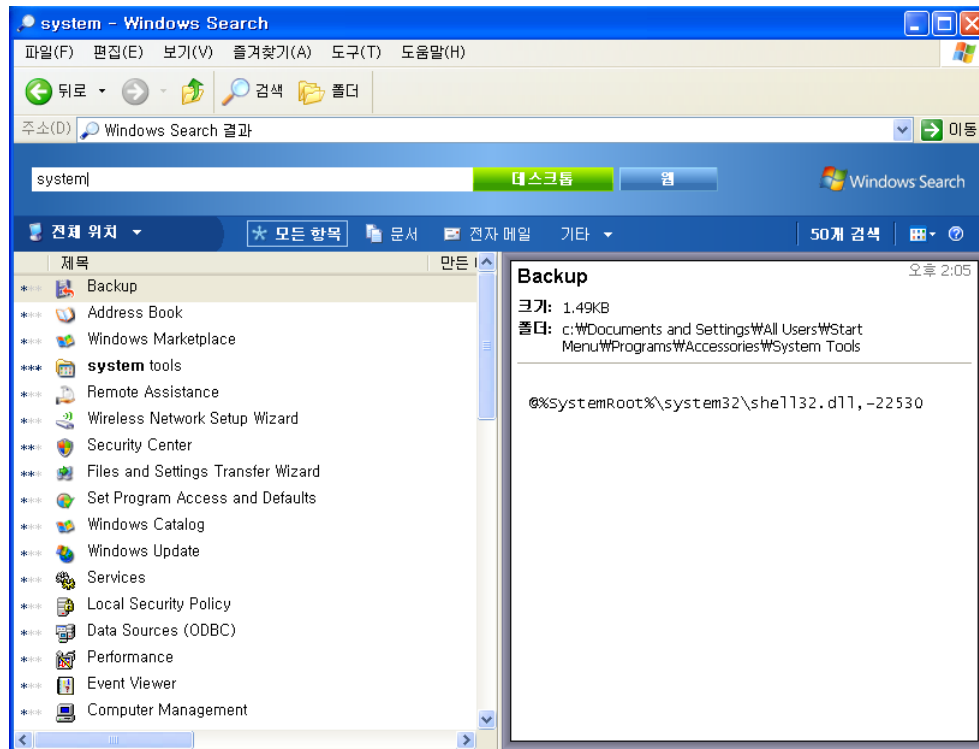 system - Windows Search
파일(F) 편집(E) 보기(V) 즐겨찾기(A) 도구(T) 도움말(H)
뒤로 검색 폴더
주소(D) Windows Search 결과 이동
system 데스크톱 웹 Windows Search
전체 위치 모든 항목 문서 전자 메일 기타 50개 검색
제목 만든
Backup
Address Book
Windows Marketplace
system tools
Remote Assistance
Wireless Network Setup Wizard
Security Center
Files and Settings Transfer Wizard
Set Program Access and Defaults
Windows Catalog
Windows Update
Services
Local Security Policy
Data Sources (ODBC)
Performance
Event Viewer
Computer Management
Backup 오후 2:05
크기: 1.49KB
폴더: c:₩Documents and Settings₩All Users₩Start
Menu₩Programs₩Accessories₩System Tools
@%SystemRoot%\system32\shell32.dll,-22530